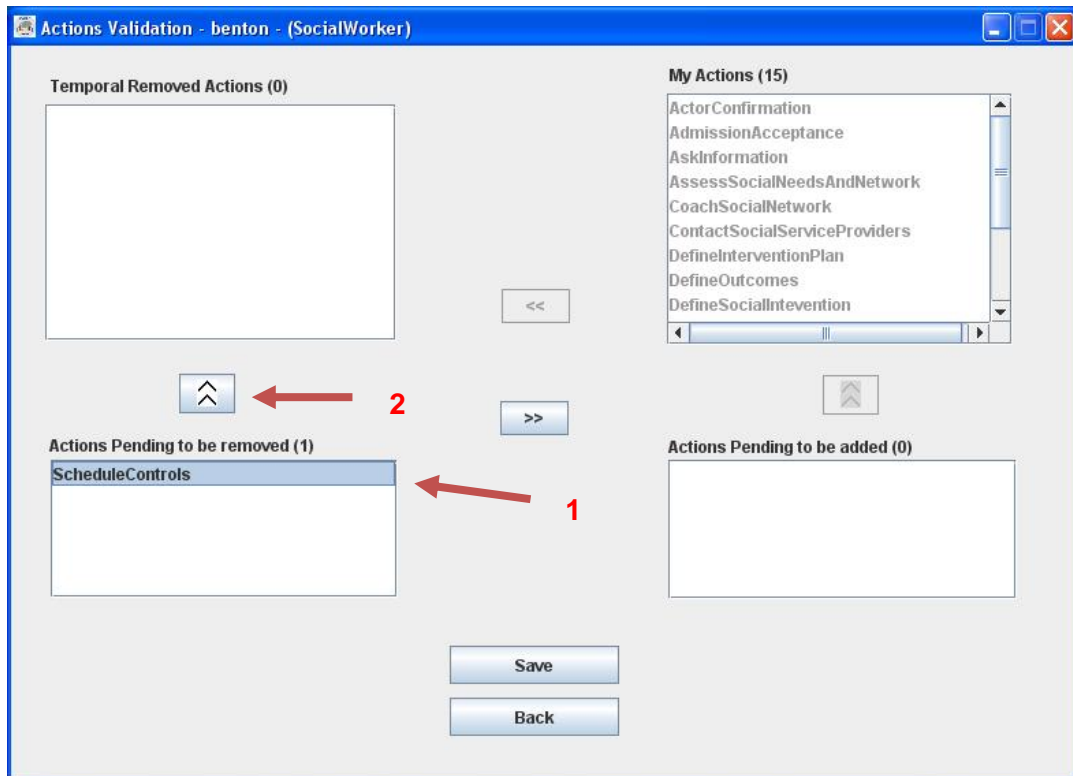 Actions Validation - benton - (SocialWorker)
Temporal Removed Actions (0)
My Actions (15)
ActorConfirmation
AdmissionAcceptance
AskInformation
AssessSocialNeedsAndNetwork
CoachSocialNetwork
ContactSocialServiceProviders
DefineInterventionPlan
DefineOutcomes
DefineSocialIntevention
<<
2
>>
Actions Pending to be removed (1)
Actions Pending to be added (0)
ScheduleControls
1
Save
Back